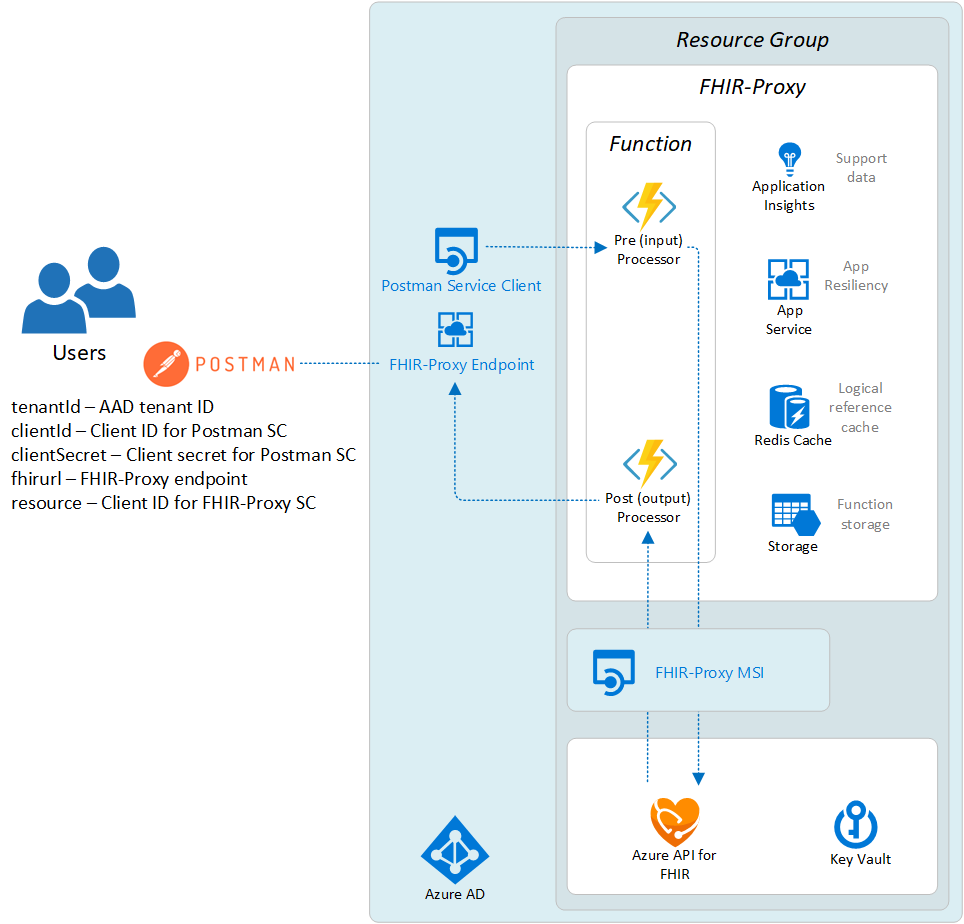 Resource Group
FHIR-Proxy
Function
Pre (input)
Processor
Application
Insights
Support
data
Postman Service Client
App
Service
App
Resiliency
Users
POSTMAN
FHIR-Proxy Endpoint
tenantId – AAD tenant ID
clientId – Client ID for Postman SC
clientSecret – Client secret for Postman SC
fhirurl – FHIR-Proxy endpoint
resource – Client ID for FHIR-Proxy SC
Redis Cache
Logical
reference
cache
Post (output)
Processor
Storage
Function
storage
FHIR-Proxy MSI
Azure API for
FHIR
Key Vault
Azure AD